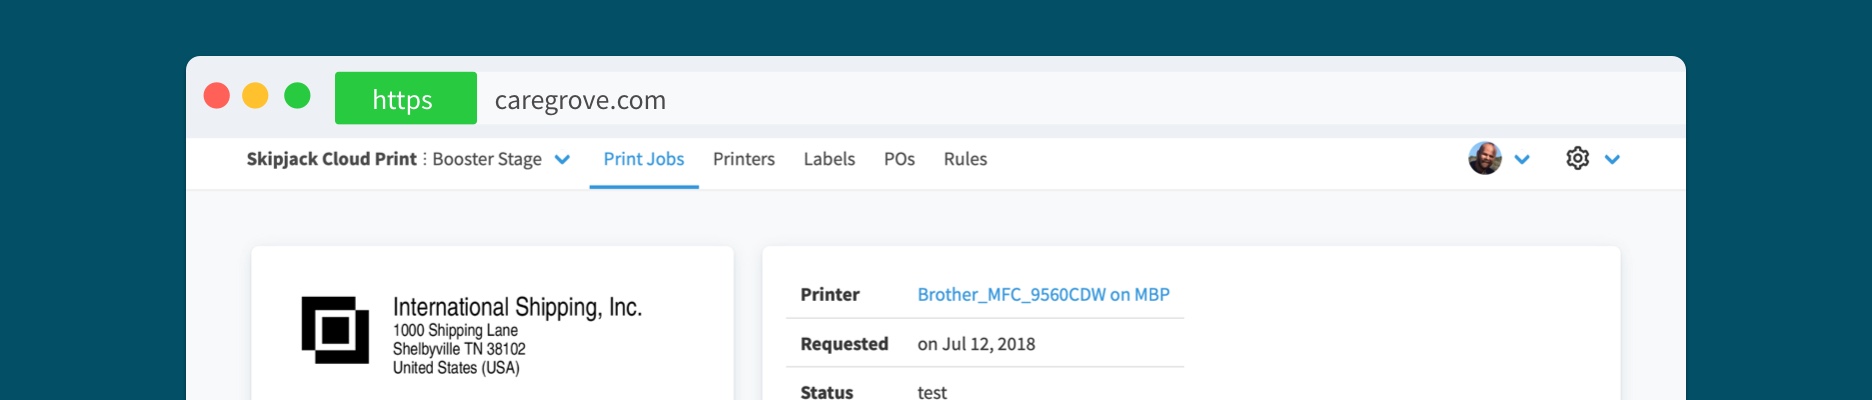 https caregrove.com
Skipjack Cloud Print ⋮ Booster Stage Print Jobs Printers Labels POs Rules
International Shipping, Inc.
1000 Shipping Lane
Shelbyville TN 38102
United States (USA)
Printer Brother_MFC_9560CDW on MBP
Requested on Jul 12, 2018
Status test